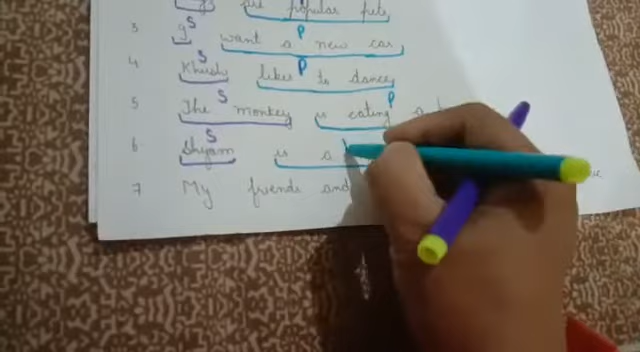 are popular pets
3 I S want a new car P
4 Khushi S likes to dance P
5 The monkey S is eating P a
6 Shyam S is a
7 My friends and